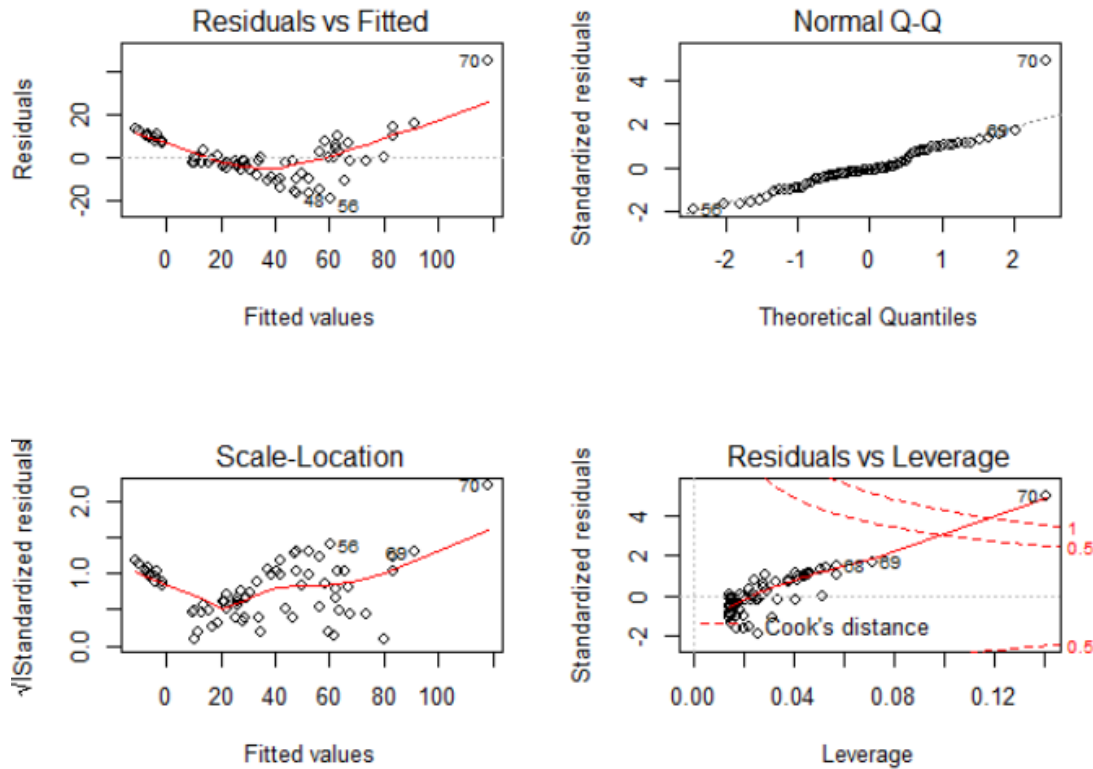 Residuals vs Fitted
Residuals
20
0
-20
70
48
56
0 20 40 60 80 100
Fitted values
Normal Q-Q
Standardized residuals
4
2
0
-2
70
69
56
-2 -1 0 1 2
Theoretical Quantiles
Scale-Location
√|Standardized residuals|
2.0
1.0
0.0
70
56
69
0 20 40 60 80 100
Fitted values
Residuals vs Leverage
Standardized residuals
4
2
0
-2
70
1
0.5
68 69
Cook's distance
0.5
0.00 0.04 0.08 0.12
Leverage